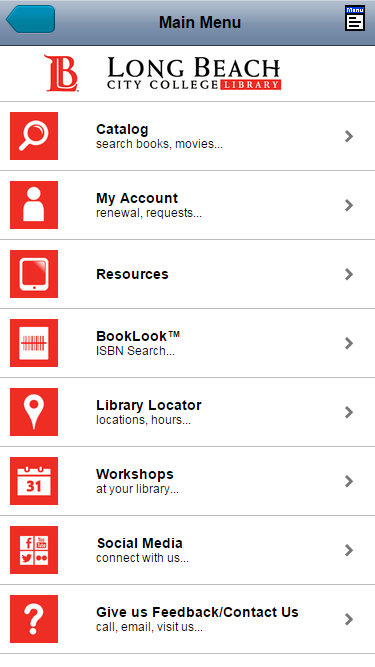 Main Menu
Menu
LB
LONG BEACH
CITY COLLEGE LIBRARY
Catalog
search books, movies...
My Account
renewal, requests...
Resources
BookLook™
ISBN Search...
Library Locator
locations, hours...
31
Workshops
at your library...
f You Tube
Social Media
connect with us...
?
Give us Feedback/Contact Us
call, email, visit us...